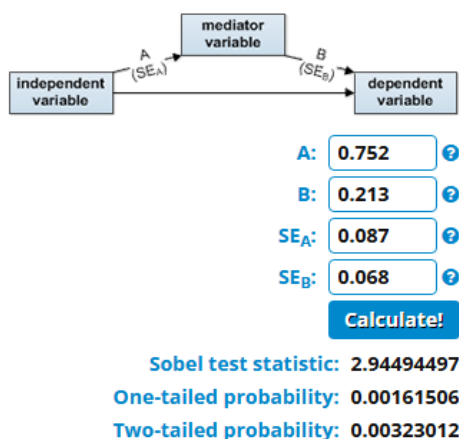 mediator
variable
A
(SEA)
B
(SEB)
independent
variable
dependent
variable
A: 0.752 ?
B: 0.213 ?
SEA: 0.087 ?
SEB: 0.068 ?
Calculate!
Sobel test statistic: 2.94494497
One-tailed probability: 0.00161506
Two-tailed probability: 0.00323012